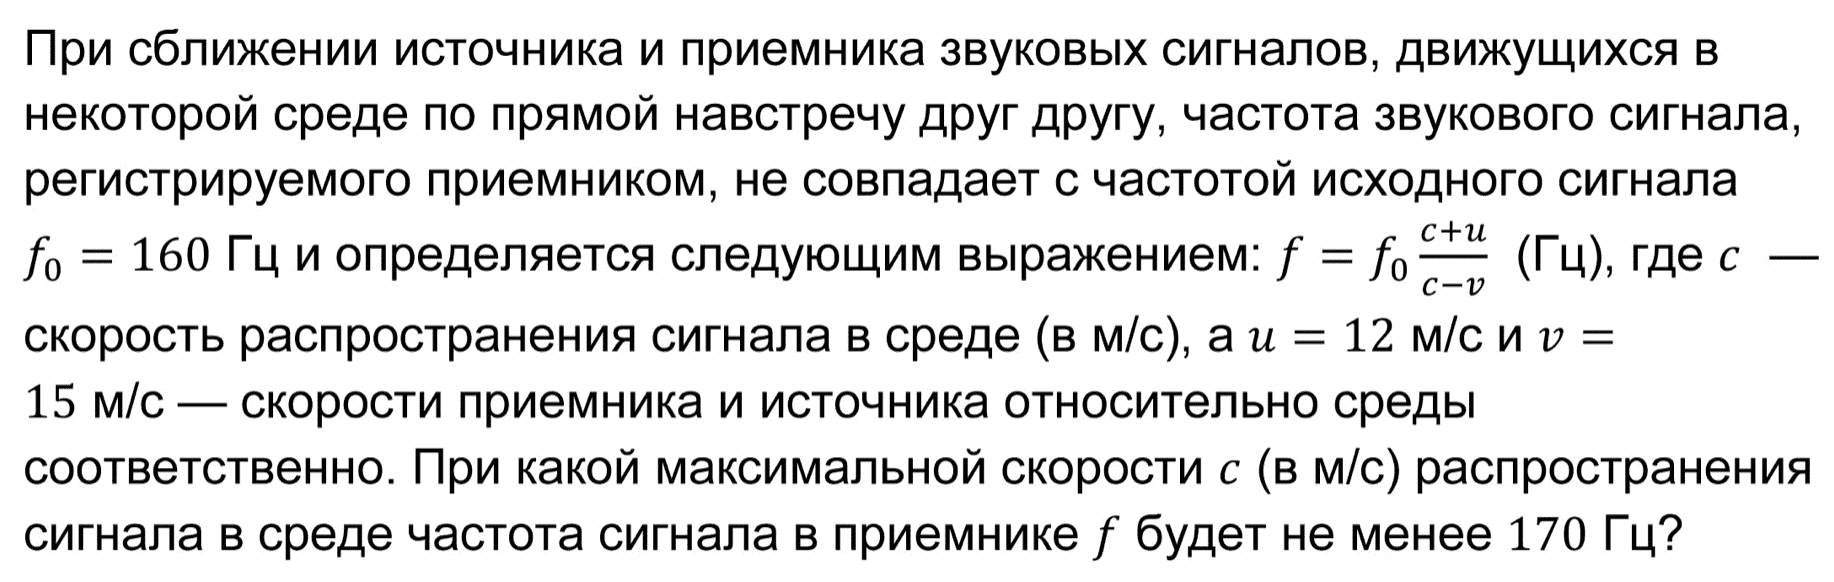 При сближении источника и приемника звуковых сигналов, движущихся в
некоторой среде по прямой навстречу друг другу, частота звукового сигнала,
регистрируемого приемником, не совпадает с частотой исходного сигнала
f₀ = 160 Гц и определяется следующим выражением: f = f₀ (c+u)/(c−v) (Гц), где c —
скорость распространения сигнала в среде (в м/с), а u = 12 м/с и v =
15 м/с — скорости приемника и источника относительно среды
соответственно. При какой максимальной скорости c (в м/с) распространения
сигнала в среде частота сигнала в приемнике f будет не менее 170 Гц?